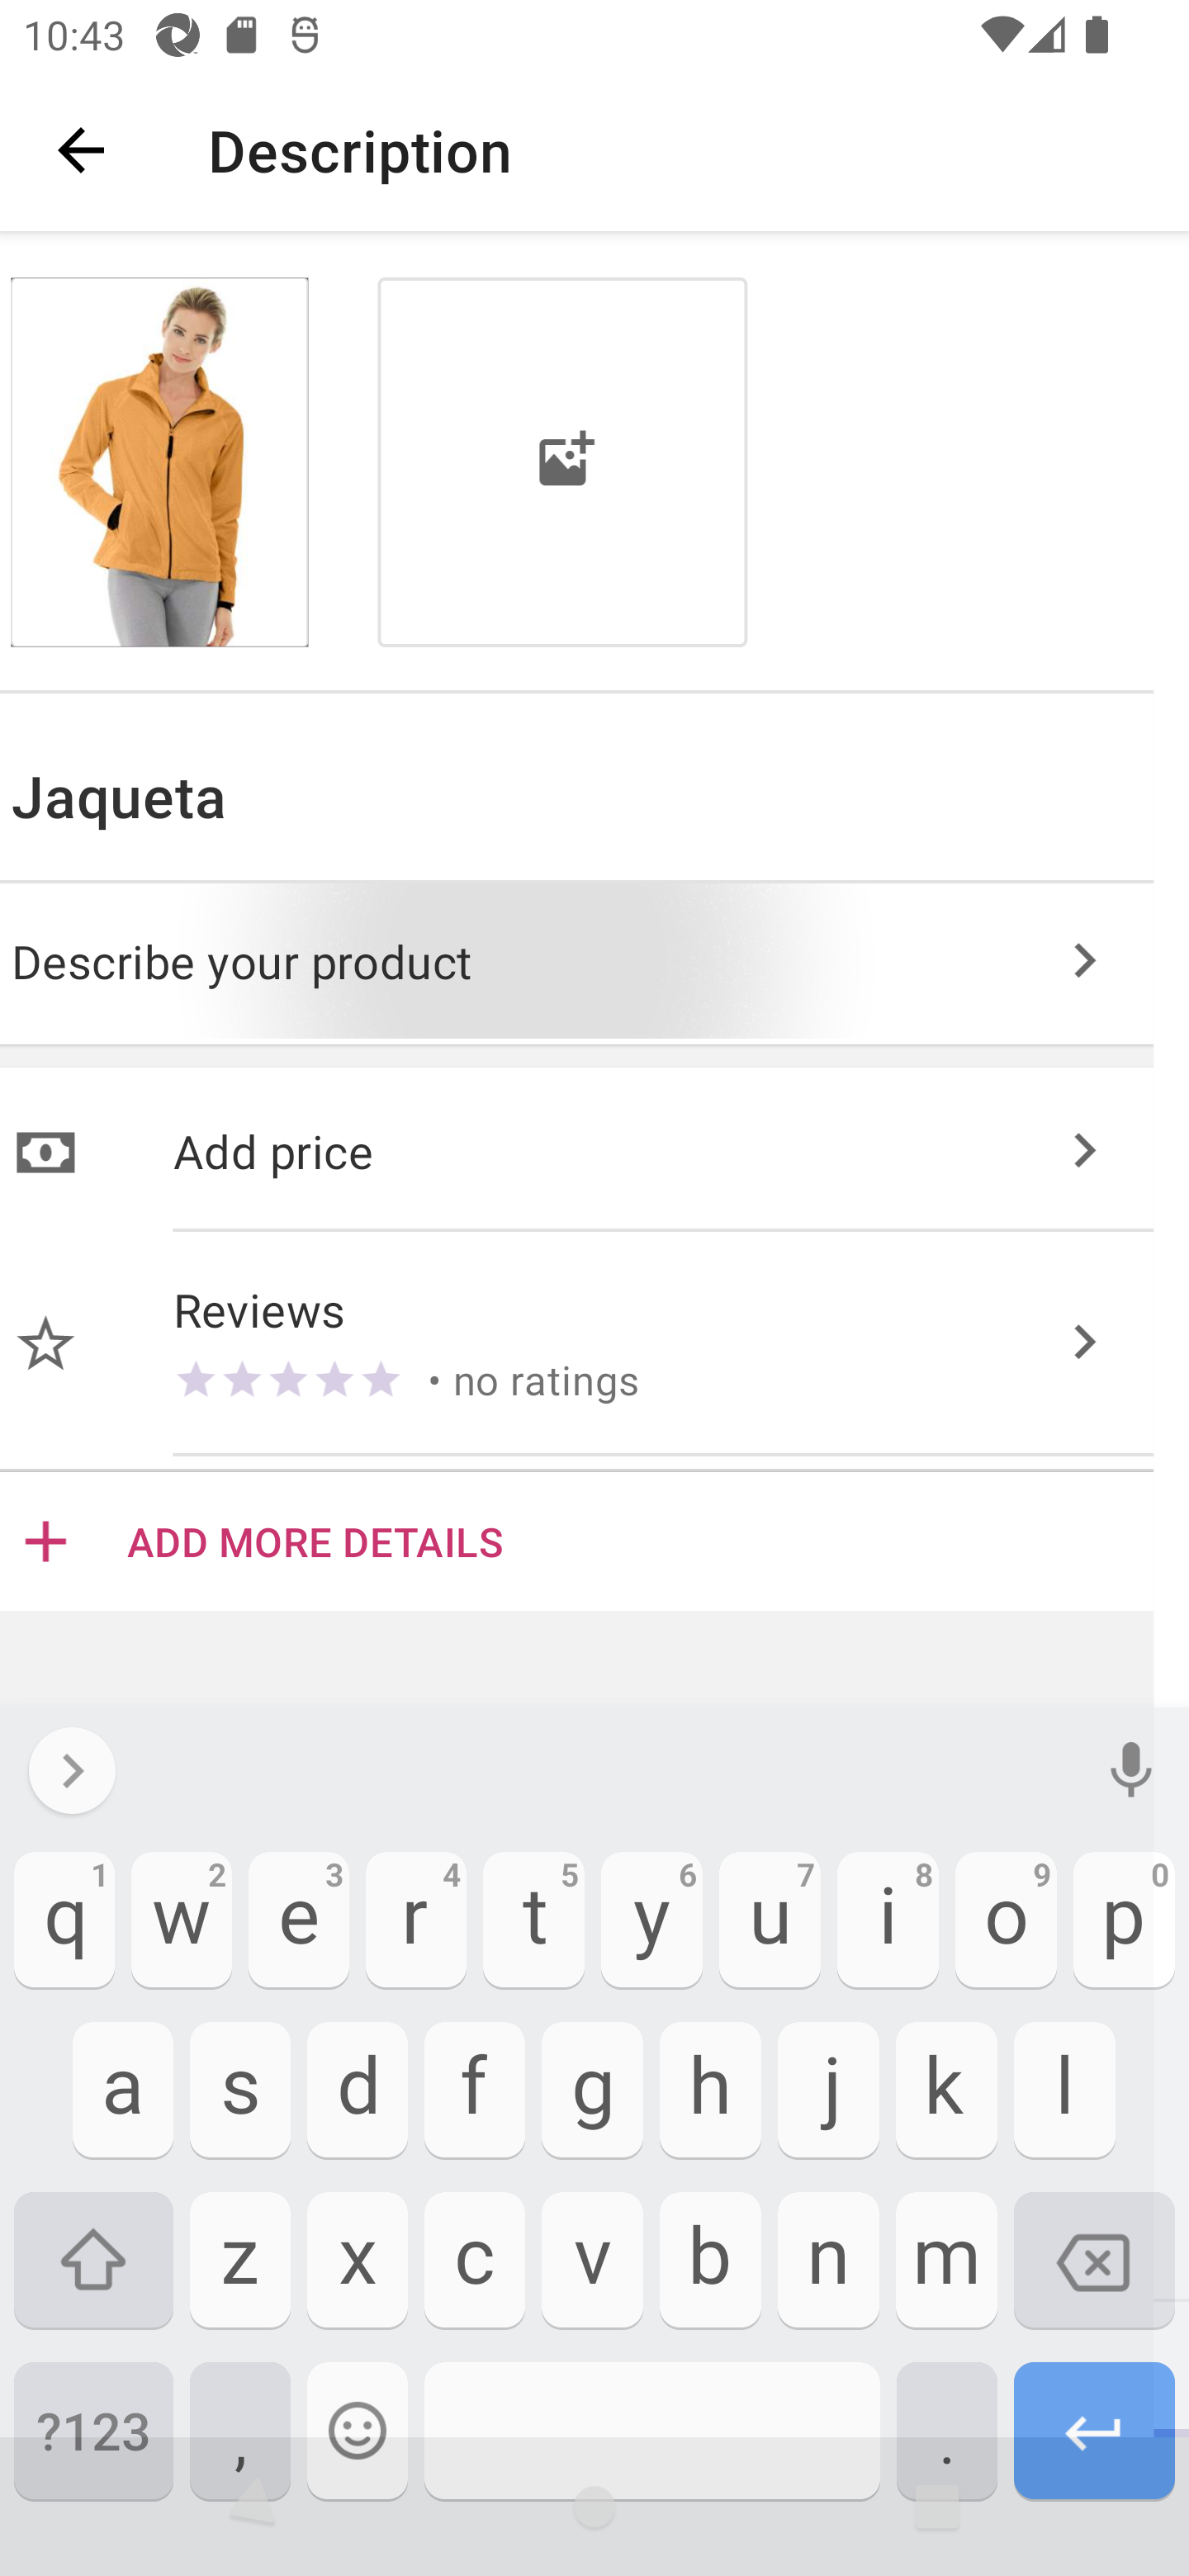 10:43
Description
Jaqueta
Describe your product
Add price
Reviews
• no ratings
ADD MORE DETAILS
q 1 w 2 e 3 r 4 t 5 y 6 u 7 i 8 o 9 p 0
a s d f g h j k l
z x c v b n m
?123 , .